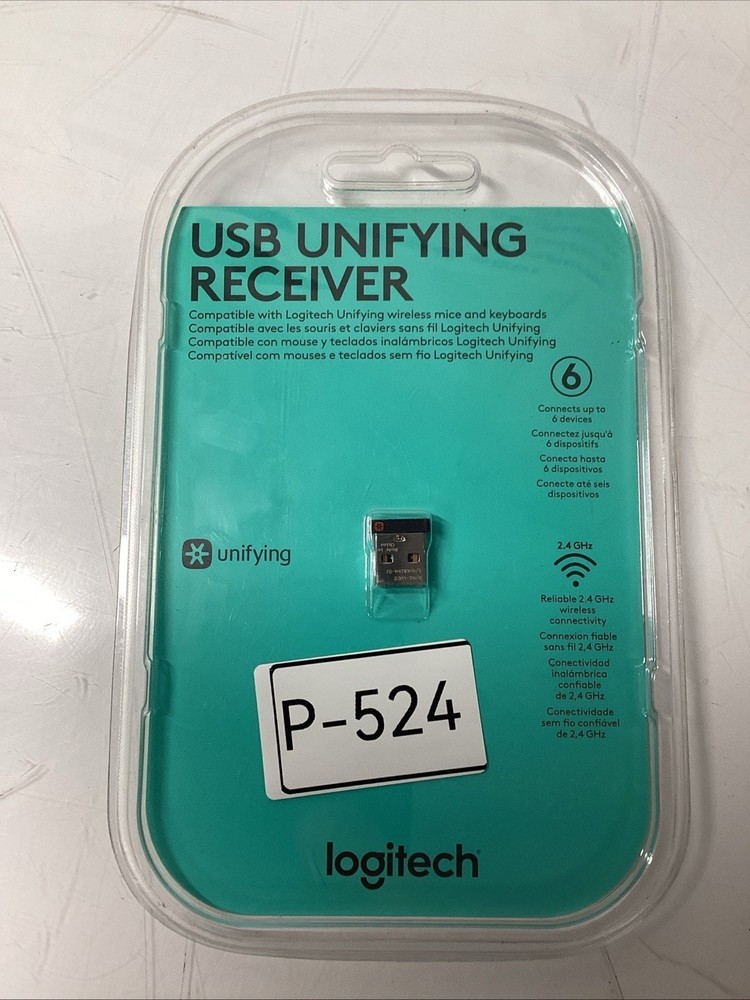 USB UNIFYING
RECEIVER
Compatible with Logitech Unifying wireless mice and keyboards
Compatible avec les souris et claviers sans fil Logitech Unifying
Compatible con mouse y teclados inalámbricos Logitech Unifying
Compatível com mouses e teclados sem fio Logitech Unifying
6
Connects up to
6 devices
Connectez jusqu'à
6 dispositifs
Conecta hasta
6 dispositivos
Conecte até seis
dispositivos
unifying
2.4 GHz
Reliable 2.4 GHz
wireless
connectivity
Connexion fiable
sans fil 2,4 GHz
Conectividad
inalámbrica
confiable
de 2,4 GHz
Conectividade
sem fio confiável
de 2,4 GHz
P-524
logitech